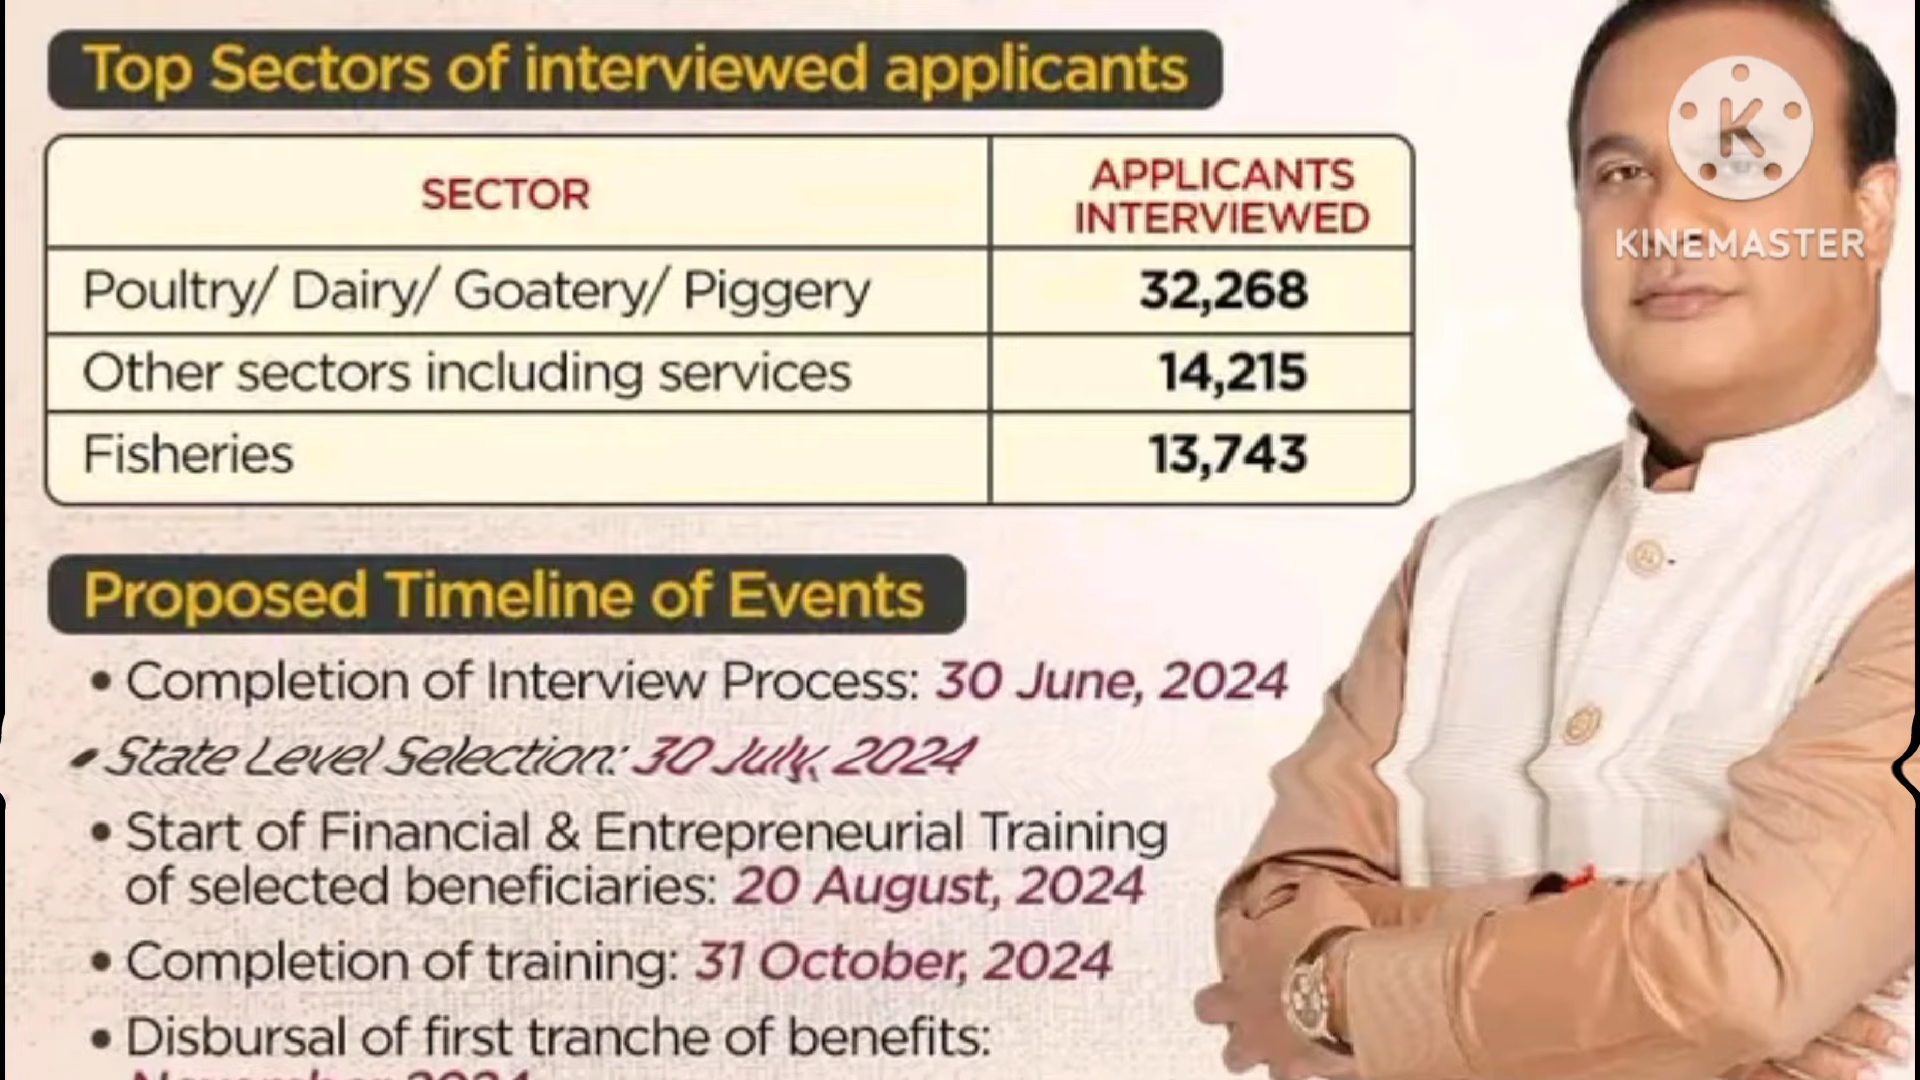 Top Sectors of interviewed applicants
SECTOR
APPLICANTS
INTERVIEWED
Poultry/ Dairy/ Goatery/ Piggery 32,268
Other sectors including services 14,215
Fisheries 13,743
Proposed Timeline of Events
• Completion of Interview Process: 30 June, 2024
• State Level Selection: 30 July, 2024
• Start of Financial & Entrepreneurial Training
of selected beneficiaries: 20 August, 2024
• Completion of training: 31 October, 2024
• Disbursal of first tranche of benefits:
November 2024
K
KINEMASTER